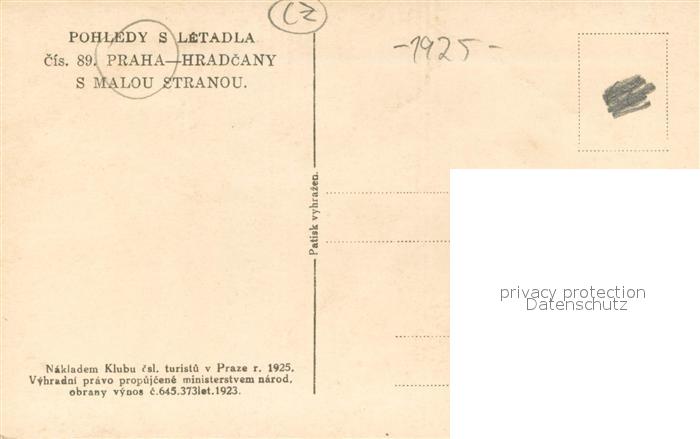 CZ
-1925-
POHLEDY S LETADLA
Čís. 89. PRAHA—HRADČANY
S MALOU STRANOU.
Patisk vyhražen.
privacy protection
Datenschutz
Nákladem Klubu čsl. turistů v Praze r. 1925.
Výhradní právo propůjčené ministerstvem národ.
obrany výnos č.645.373let.1923.